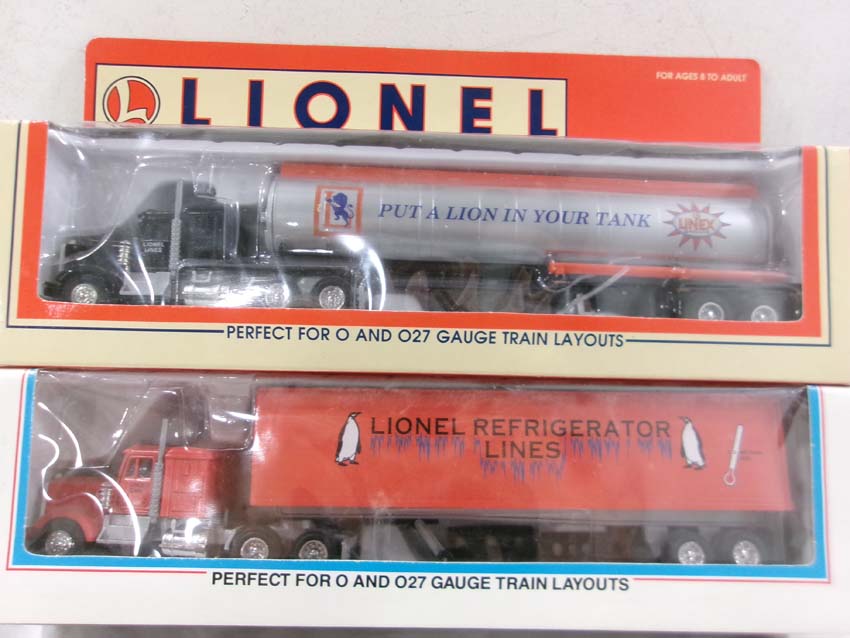 L
LIONEL
FOR AGES 8 TO ADULT
PUT A LION IN YOUR TANK
LINEX
LIONEL
LINES
PERFECT FOR O AND O27 GAUGE TRAIN LAYOUTS
LIONEL REFRIGERATOR
LINES
PERFECT FOR O AND O27 GAUGE TRAIN LAYOUTS